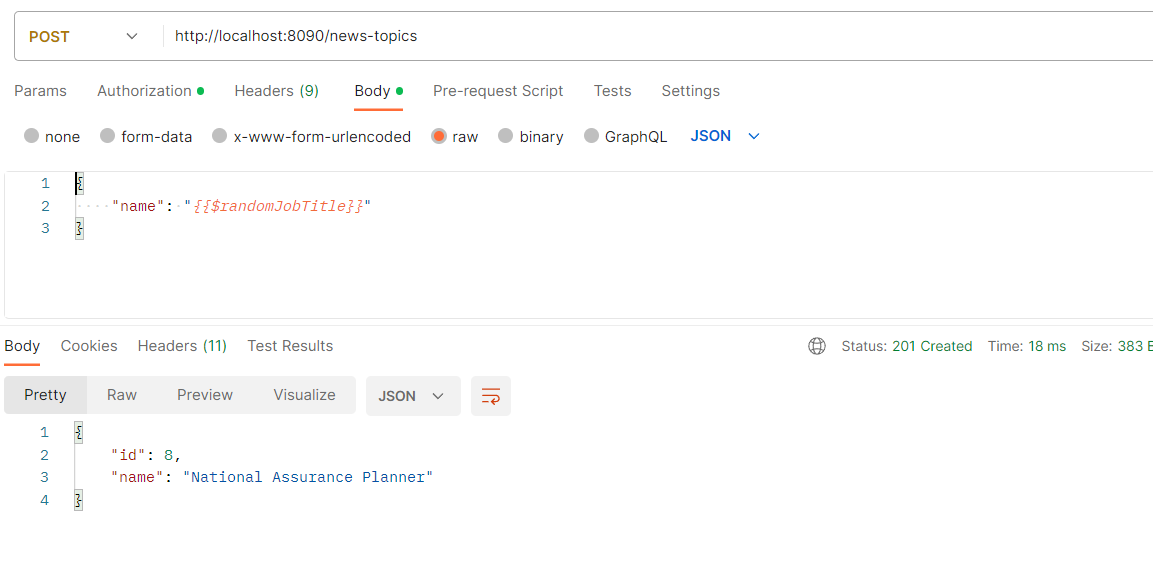 POST http://localhost:8090/news-topics
Params Authorization Headers (9) Body Pre-request Script Tests Settings
none form-data x-www-form-urlencoded raw binary GraphQL JSON
1 {
2 ····"name":·"{{$randomJobTitle}}"
3 }
Body Cookies Headers (11) Test Results Status: 201 Created Time: 18 ms Size: 383
Pretty Raw Preview Visualize JSON
1 {
2 "id": 8,
3 "name": "National Assurance Planner"
4 }